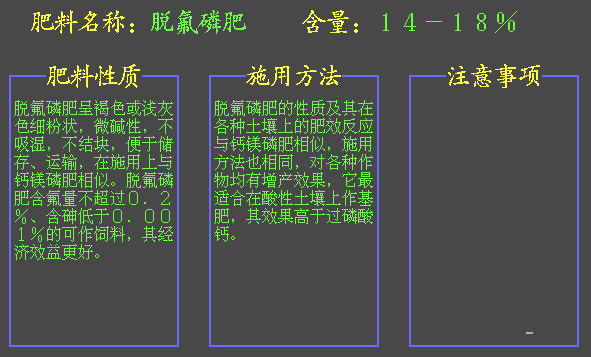 肥料名称：脱氟磷肥 含量：１４－１８％
肥料性质 施用方法 注意事项
脱氟磷肥呈褐色或浅灰
色细粉状，微碱性，不
吸湿，不结块，便于储
存、运输，在施用上与
钙镁磷肥相似。脱氟磷
肥含氟量不超过０．２
％、含砷低于０．００
１％的可作饲料，其经
济效益更好。
脱氟磷肥的性质及其在
各种土壤上的肥效反应
与钙镁磷肥相似，施用
方法也相同，对各种作
物均有增产效果，它最
适合在酸性土壤上作基
肥，其效果高于过磷酸
钙。